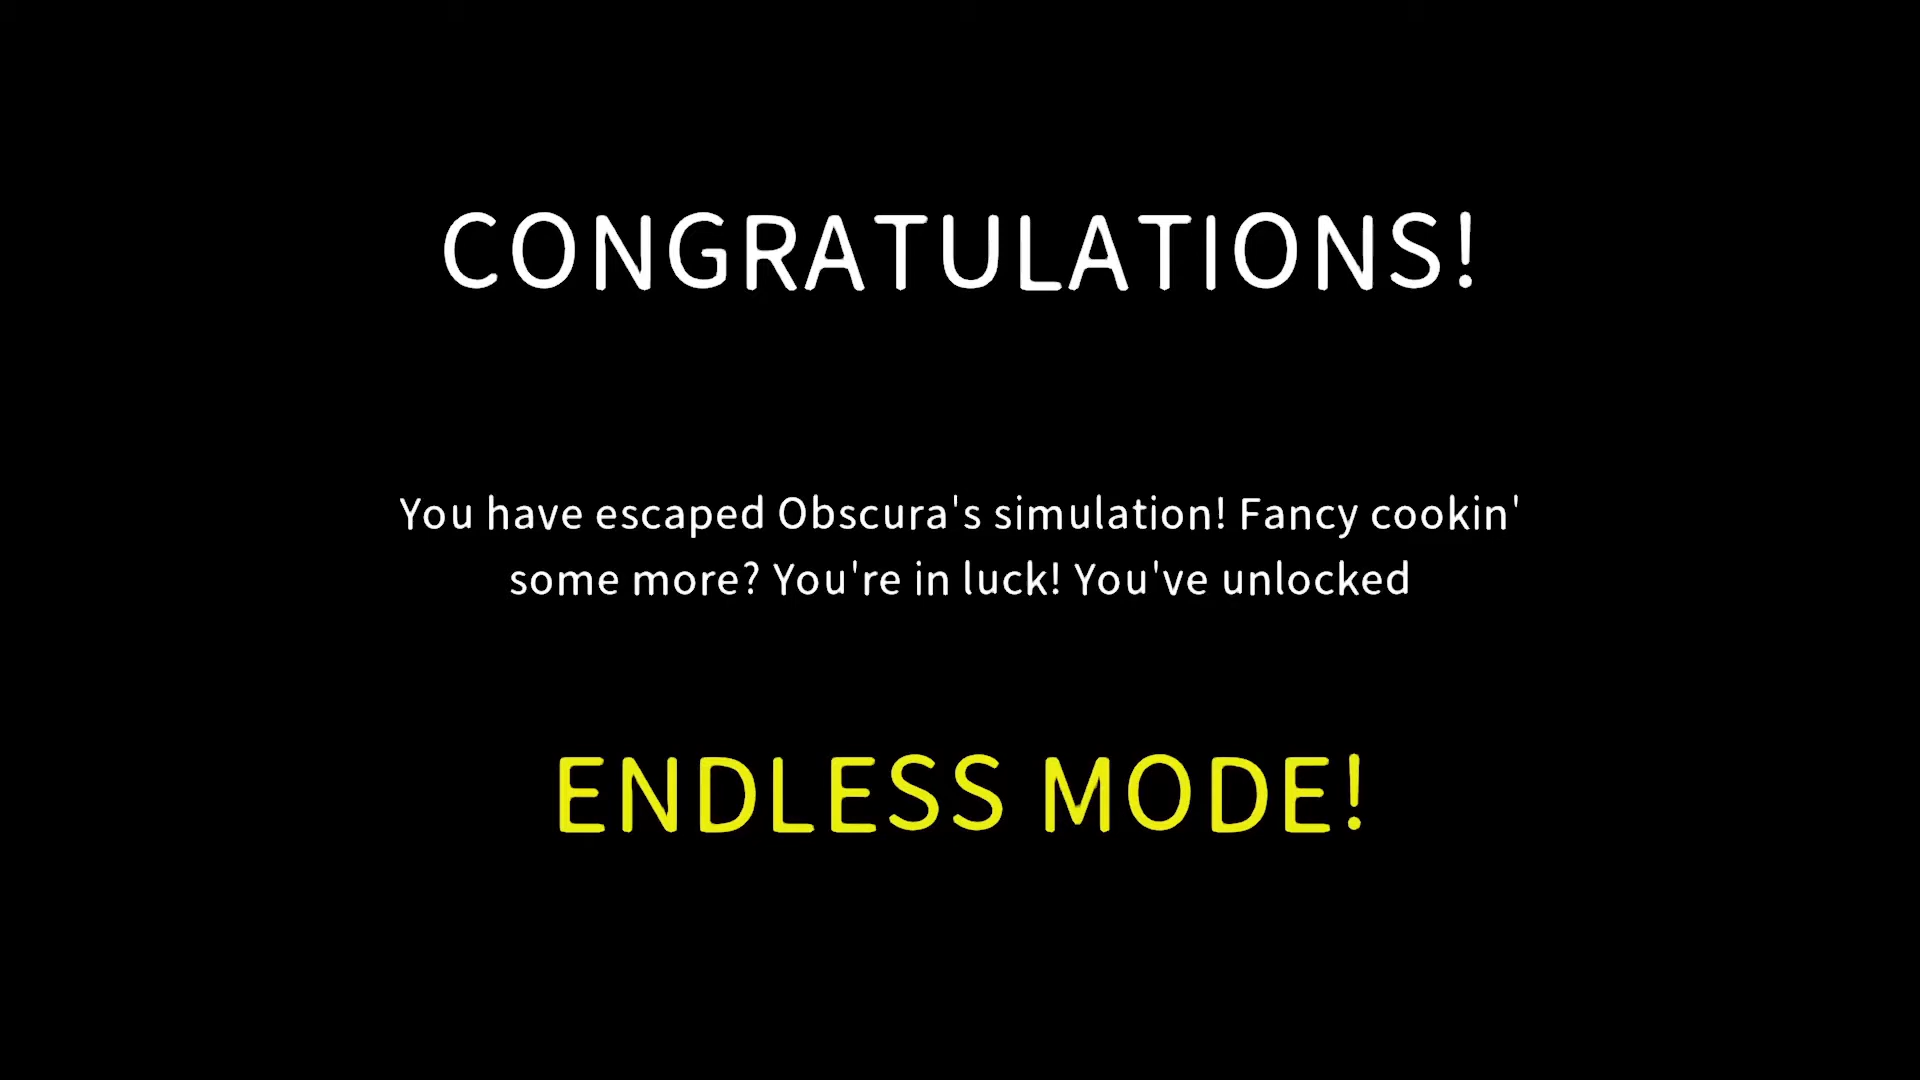 CONGRATULATIONS!
You have escaped Obscura's simulation! Fancy cookin'
some more? You're in luck! You've unlocked
ENDLESS MODE!